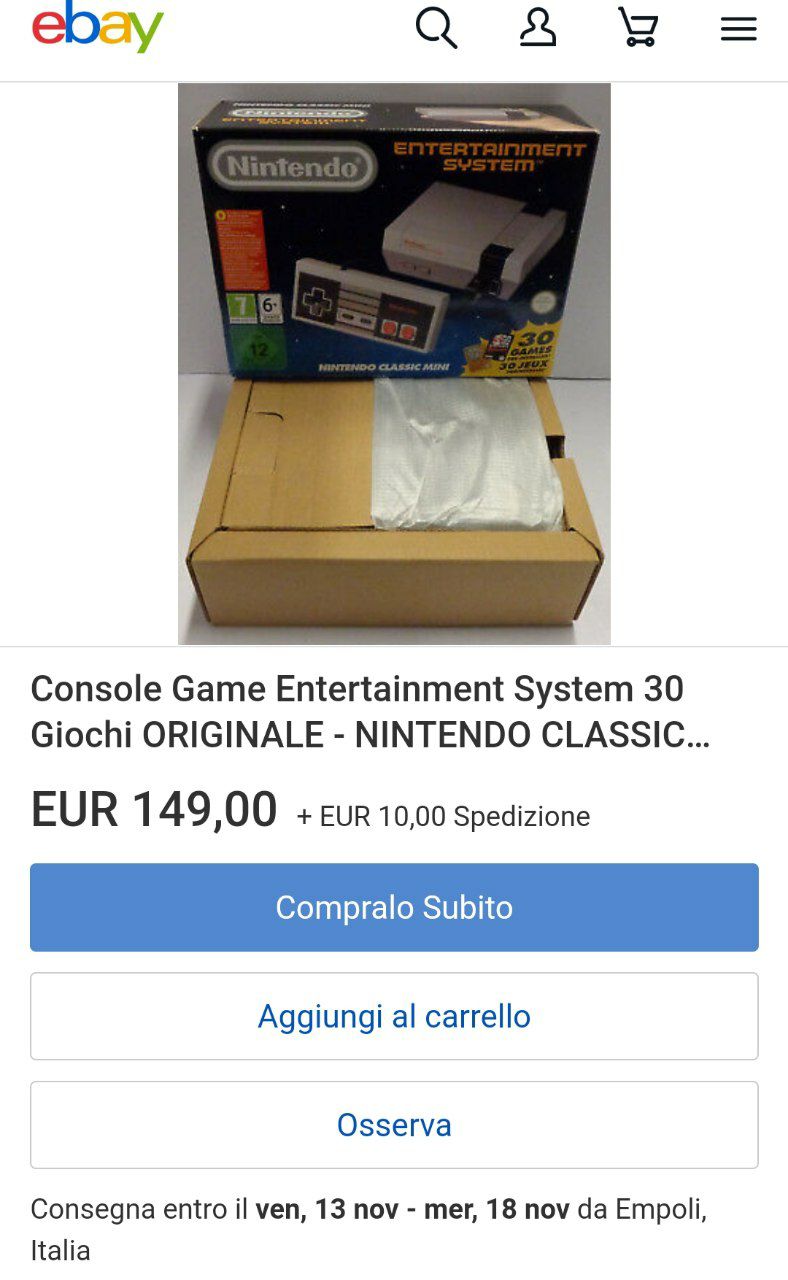 ebay
Nintendo
ENTERTAINMENT
SYSTEM™
Nintendo®
7
6+
12
30
GAMES
30 JEUX
NINTENDO CLASSIC MINI
Console Game Entertainment System 30
Giochi ORIGINALE - NINTENDO CLASSIC...
EUR 149,00 + EUR 10,00 Spedizione
Compralo Subito
Aggiungi al carrello
Osserva
Consegna entro il ven, 13 nov - mer, 18 nov da Empoli,
Italia